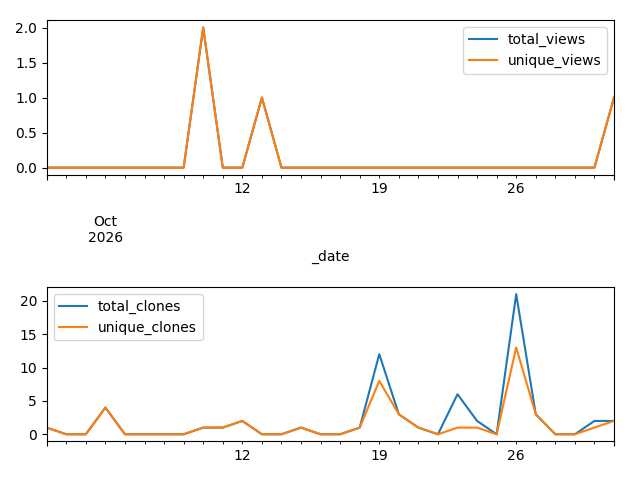 2.0
1.5
1.0
0.5
0.0
total_views
unique_views
12
19
26
Oct
2026
_date
20
15
10
5
0
total_clones
unique_clones
12
19
26